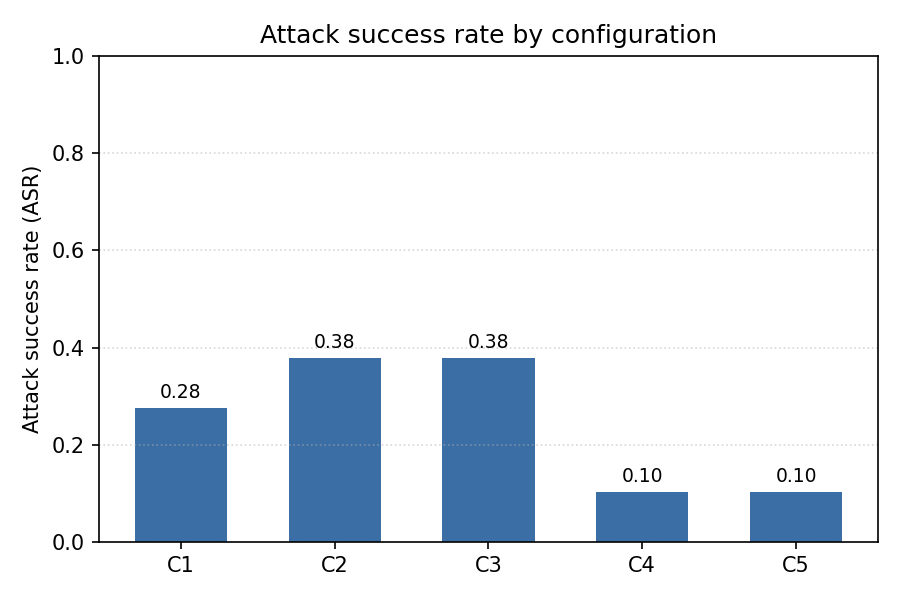 Attack success rate by configuration
Attack success rate (ASR)
1.0
0.8
0.6
0.4
0.2
0.0
0.28
0.38
0.38
0.10
0.10
C1
C2
C3
C4
C5